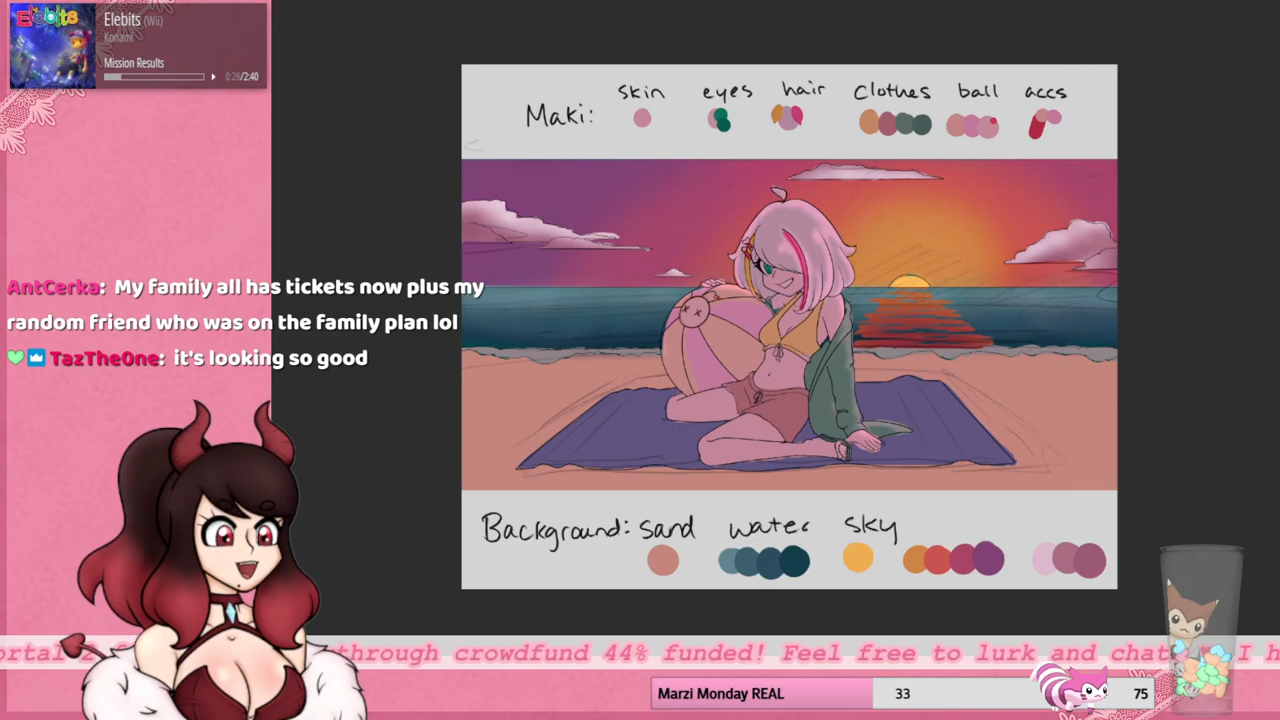 Elebits
Elebits (Wii)
Konami
Mission Results
0:26/2:40
skin eyes hair clothes ball accs
Maki:
AntCerka: My family all has tickets now plus my
random friend who was on the family plan lol
TazTheOne: it's looking so good
Background: sand water sky
through crowdfund 44% funded! Feel free to lurk and chat
Marzi Monday REAL 33 75